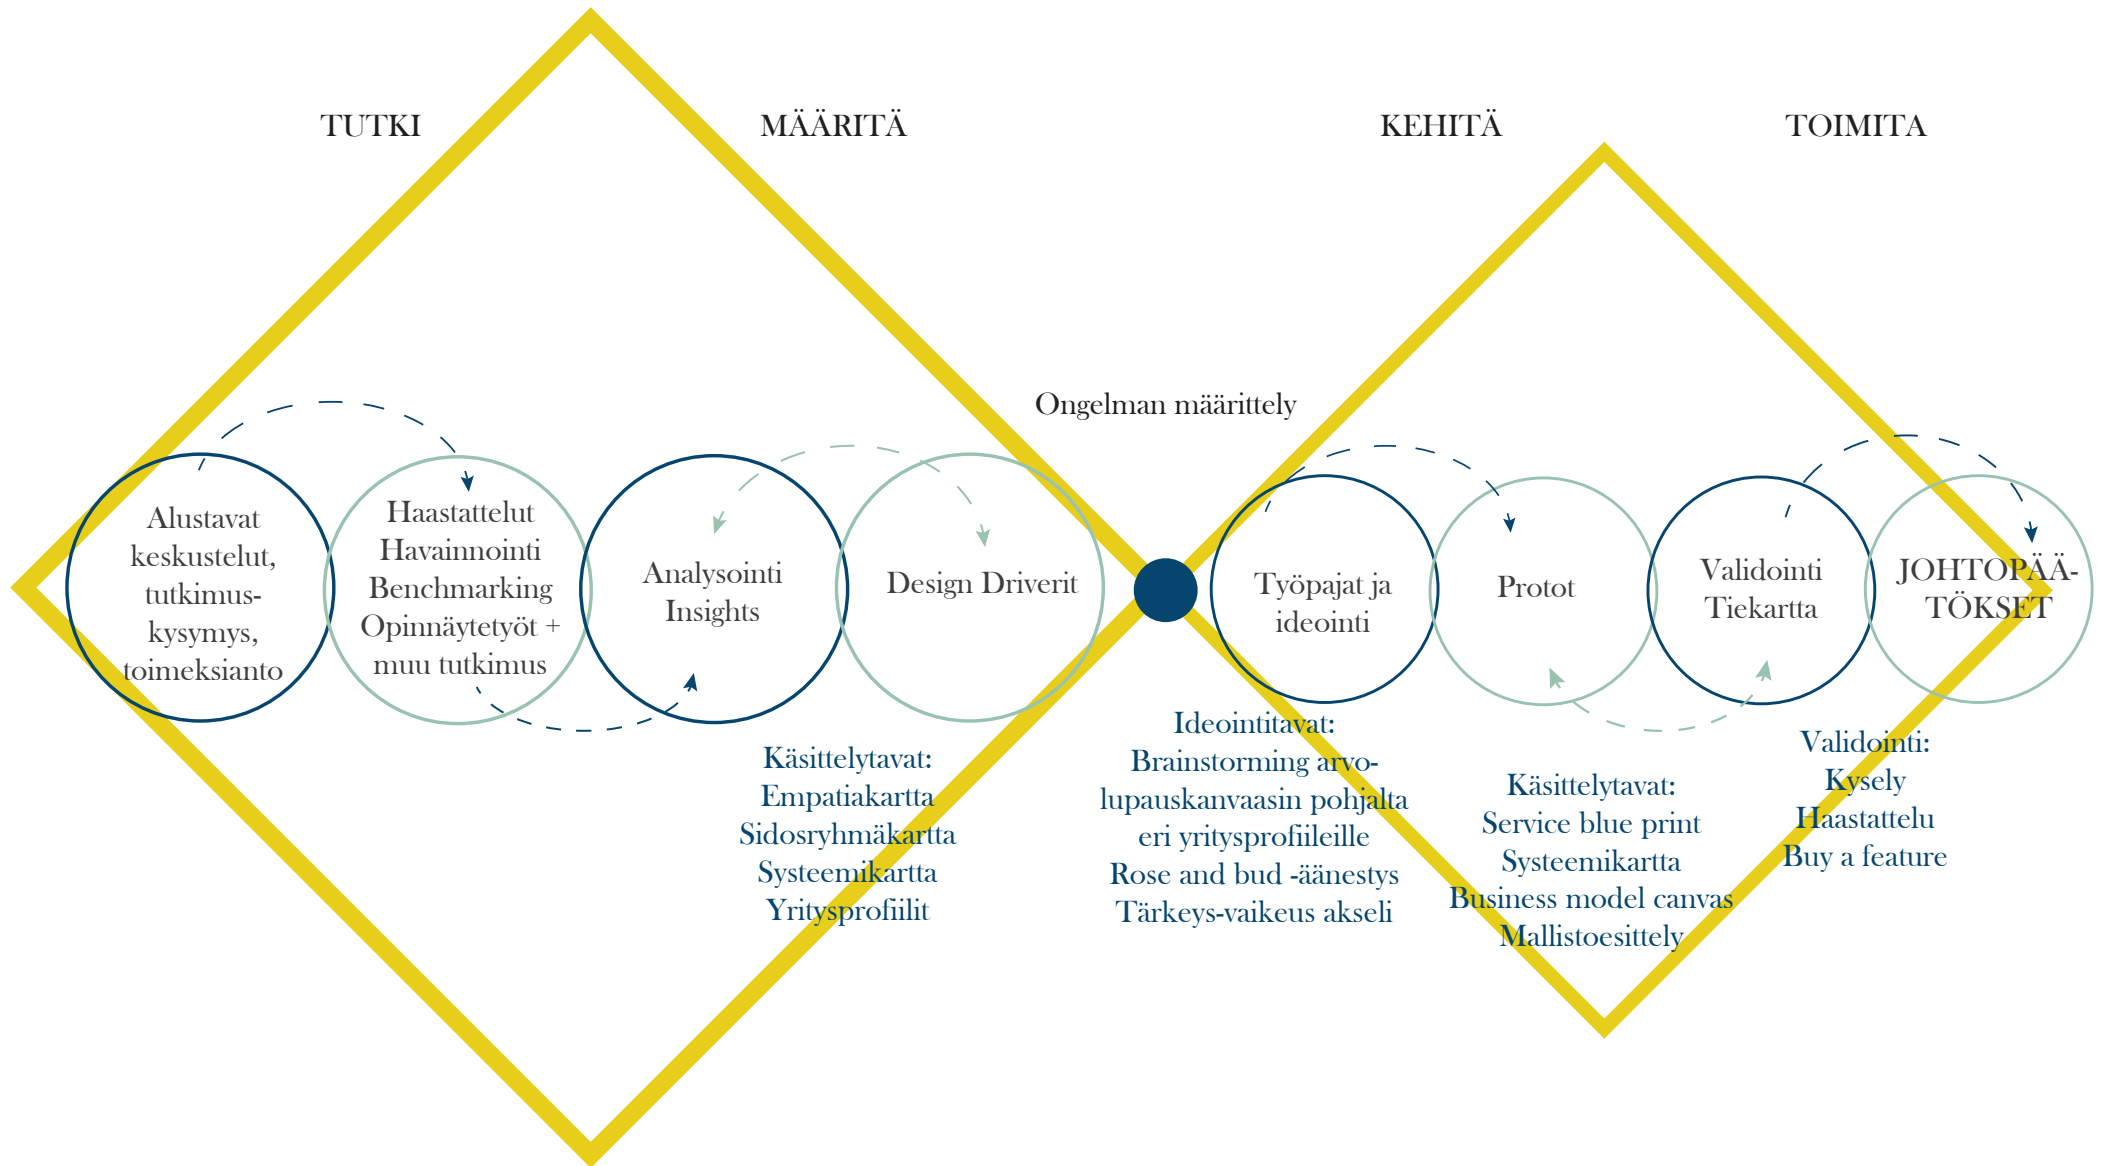 TUTKI
MÄÄRITÄ
KEHITÄ
TOIMITA
Ongelman määrittely
Alustavat
keskustelut,
tutkimus-
kysymys,
toimeksianto
Haastattelut
Havainnointi
Benchmarking
Opinnäytetyöt +
muu tutkimus
Analysointi
Insights
Design Driverit
Työpajat ja
ideointi
Protot
Validointi
Tiekartta
JOHTOPÄÄ-
TÖKSET
Käsittelytavat:
Empatiakartta
Sidosryhmäkartta
Systeemikartta
Yritysprofiilit
Ideointitavat:
Brainstorming arvo-
lupauskanvaasin pohjalta
eri yritysprofiileille
Rose and bud -äänestys
Tärkeys-vaikeus akseli
Käsittelytavat:
Service blue print
Systeemikartta
Business model canvas
Mallistoesittely
Validointi:
Kysely
Haastattelu
Buy a feature